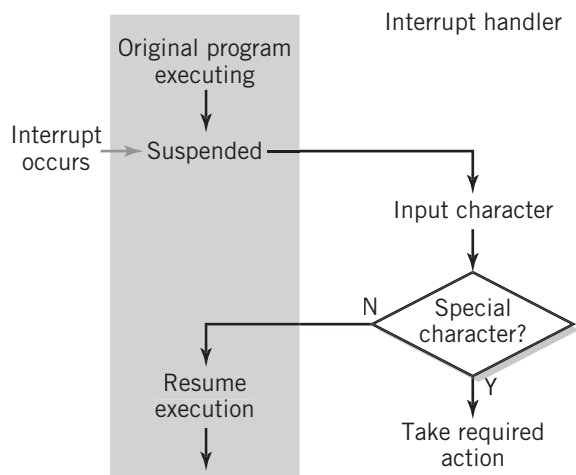 Interrupt handler
Original program
executing
Interrupt
occurs
Suspended
Input character
N
Special
character?
Y
Resume
execution
Take required
action